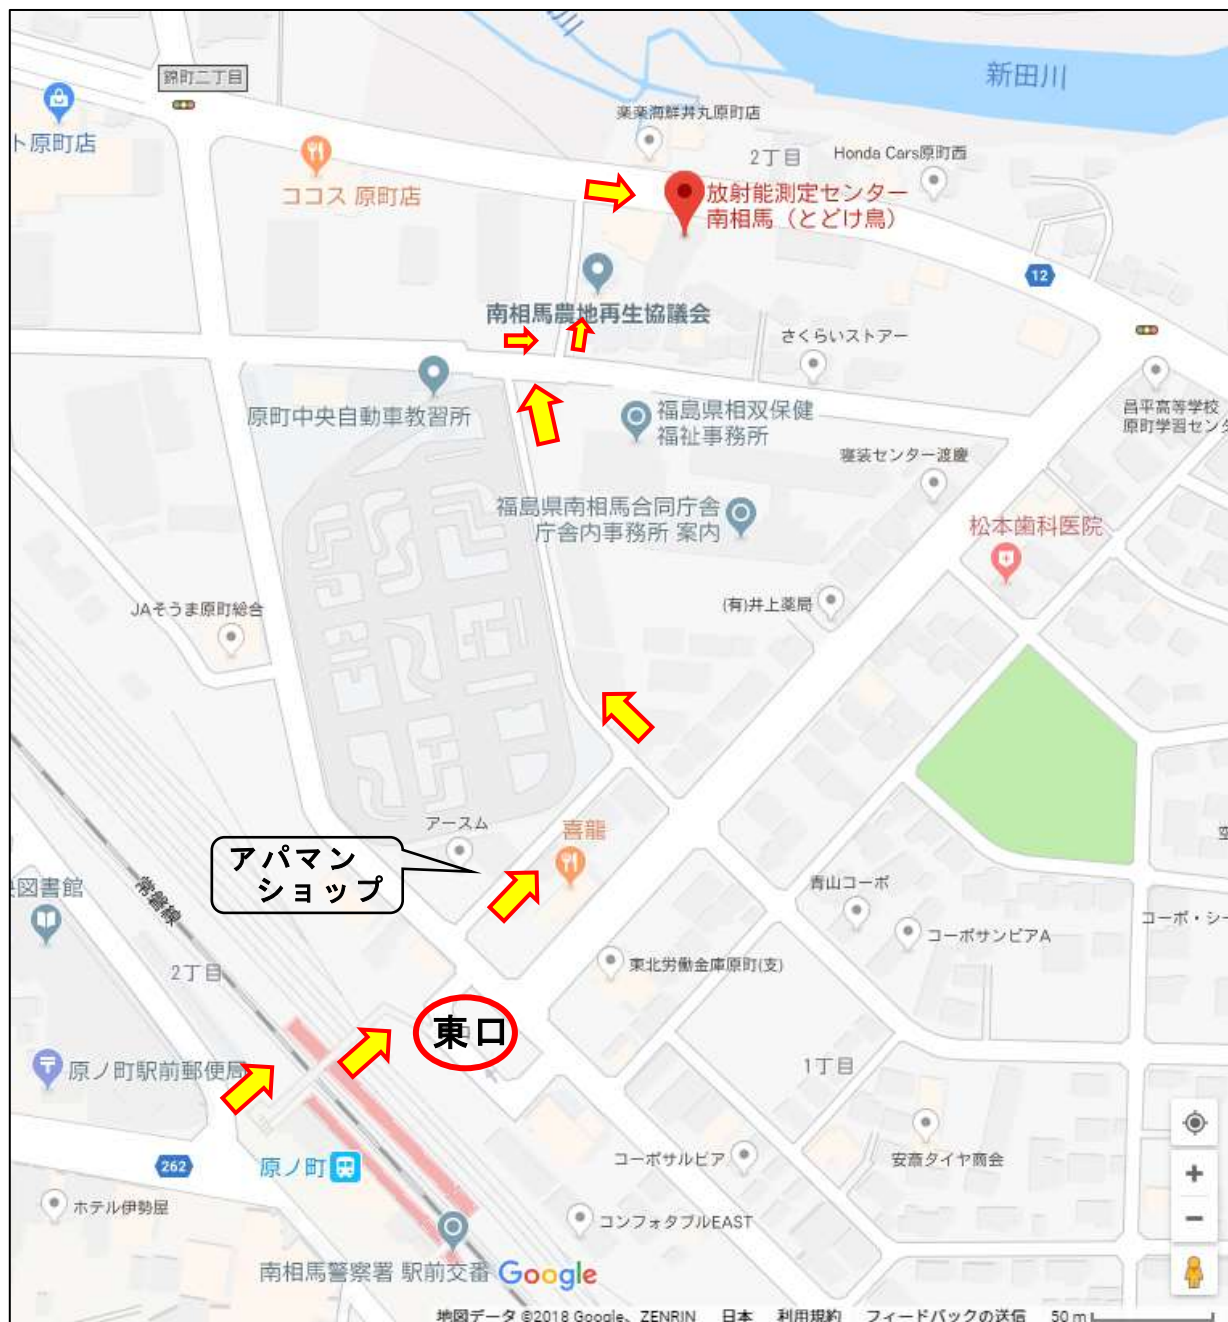 新田川
川
錦町二丁目
ト原町店
楽楽海鮮丼丸原町店
2丁目
Honda Cars原町西
ココス 原町店
放射能測定センター
南相馬（とどけ鳥）
12
南相馬農地再生協議会
さくらいストアー
原町中央自動車教習所
福島県相双保健
福祉事務所
昌平高等学校
原町学習センタ
寝装センター渡慶
福島県南相馬合同庁舎
庁舎内事務所 案内
松本歯科医院
JAそうま原町総合
(有)井上薬局
アースム
喜龍
アパマン
ショップ
図書館
常磐線
青山コーポ
コーポサンピアA
コーポ・シー
空
2丁目
東北労働金庫原町(支)
東口
原ノ町駅前郵便局
1丁目
262
原ノ町
コーポサルビア
安斎タイヤ商会
ホテル伊勢屋
コンフォタブルEAST
南相馬警察署 駅前交番
Google
地図データ ©2018 Google、ZENRIN 日本 利用規約 フィードバックの送信 50 m